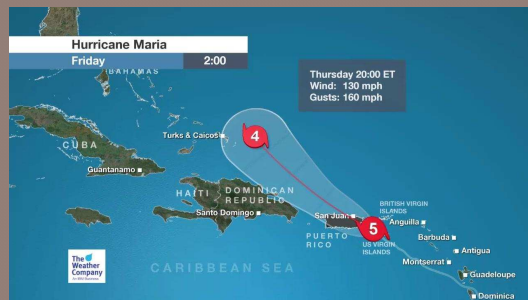 Hurricane Maria
Friday 2:00
BAHAMAS
Thursday 20:00 ET
Wind: 130 mph
Gusts: 160 mph
4
Turks & Caicos
CUBA
Guantanamo
HAITI
DOMINICAN
REPUBLIC
Santo Domingo
San Juan
PUERTO
RICO
5
BRITISH VIRGIN
ISLANDS
US VIRGIN
ISLANDS
Anguilla
Barbuda
Antigua
Montserrat
Guadeloupe
Dominica
CARIBBEAN SEA
The
Weather
Company